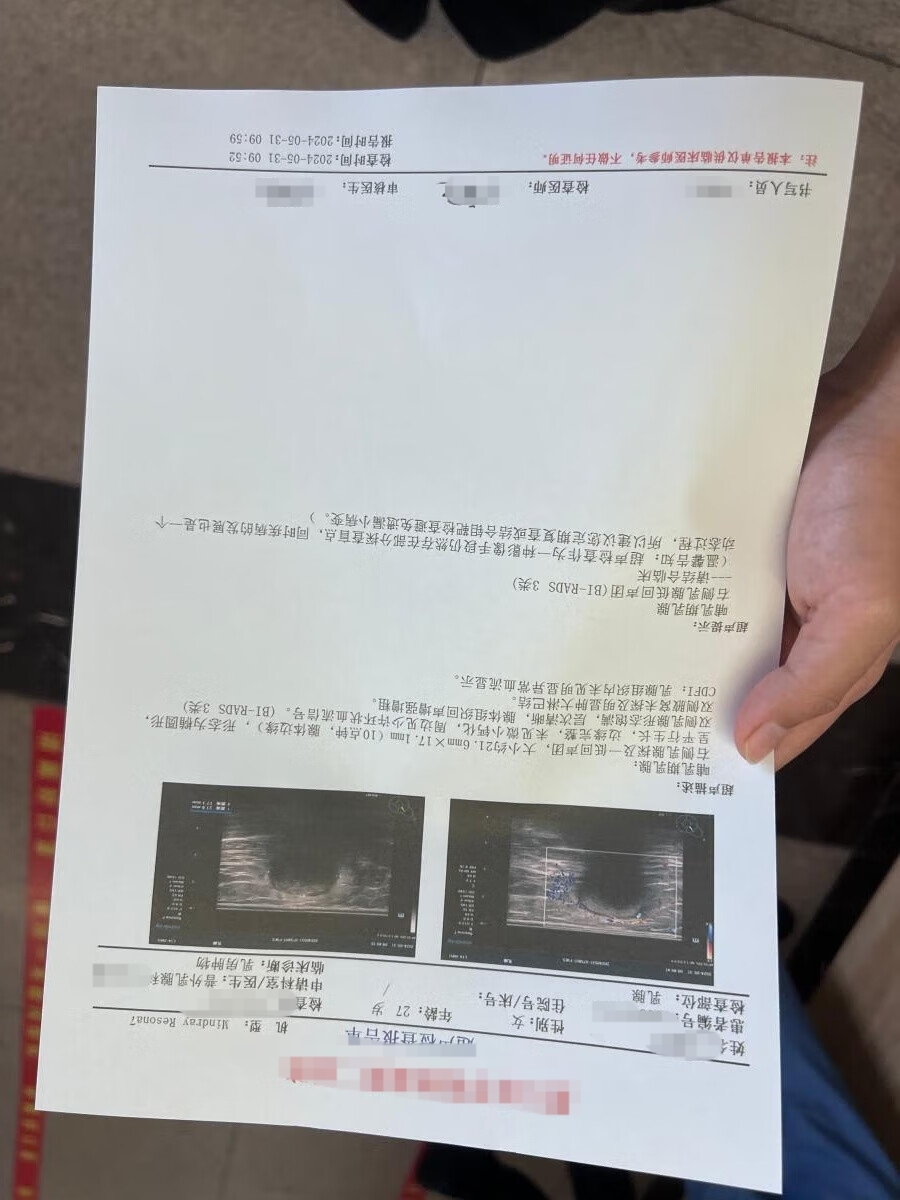 超声检查报告单
机 型：Mindray Resona7
姓名
性别：女
年龄：27 岁
检查
患者编号：
住院号/床号：
/
申请科室/医生：普外乳腺科
检查部位：乳腺
临床诊断：乳房肿物
超声描述：
哺乳期乳腺：
右侧乳腺探及一低回声团，大小约21.6mm×17.1mm（10点钟，腺体边缘），形态为椭圆形，
呈平行生长，边缘完整，未见微小钙化，周边见少许环状血流信号。(BI-RADS 3类)
双侧乳腺形态饱满，层次清晰，腺体组织回声增强增粗。
双侧腋窝未探及明显肿大淋巴结。
CDFI：乳腺组织内未见明显异常血流显示。
超声提示：
哺乳期乳腺
右侧乳腺低回声团(BI-RADS 3类)
---请结合临床
（温馨告知：超声检查作为一种影像手段仍然存在部分探查盲点，同时疾病的发展也是一个
动态过程，所以建议您定期复查或结合钼靶检查避免遗漏小病变。）
书写人员：
检查医师：
审核医生：
注：本报告单仅供临床医师参考，不做任何证明。
检查时间：2024-05-31 09:52
报告时间：2024-05-31 09:59